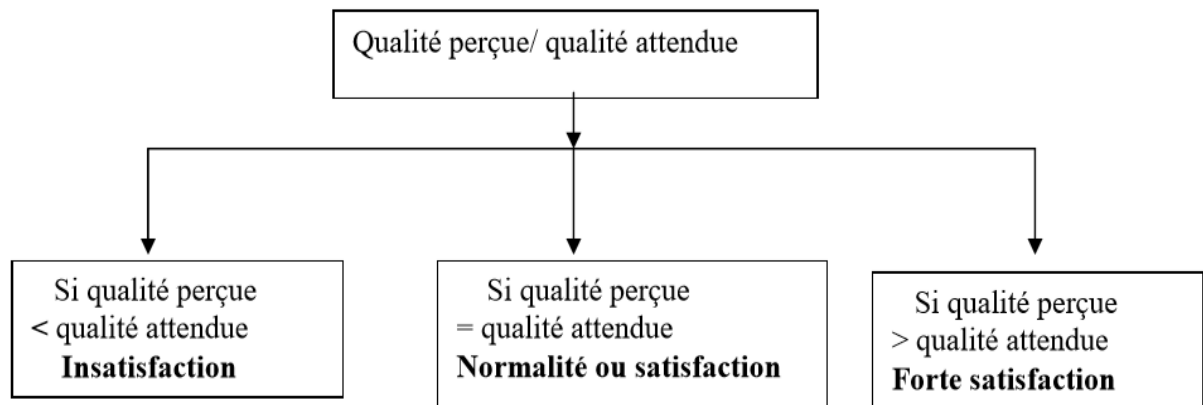 Qualité perçue/ qualité attendue
Si qualité perçue
< qualité attendue
Insatisfaction
Si qualité perçue
= qualité attendue
Normalité ou satisfaction
Si qualité perçue
> qualité attendue
Forte satisfaction